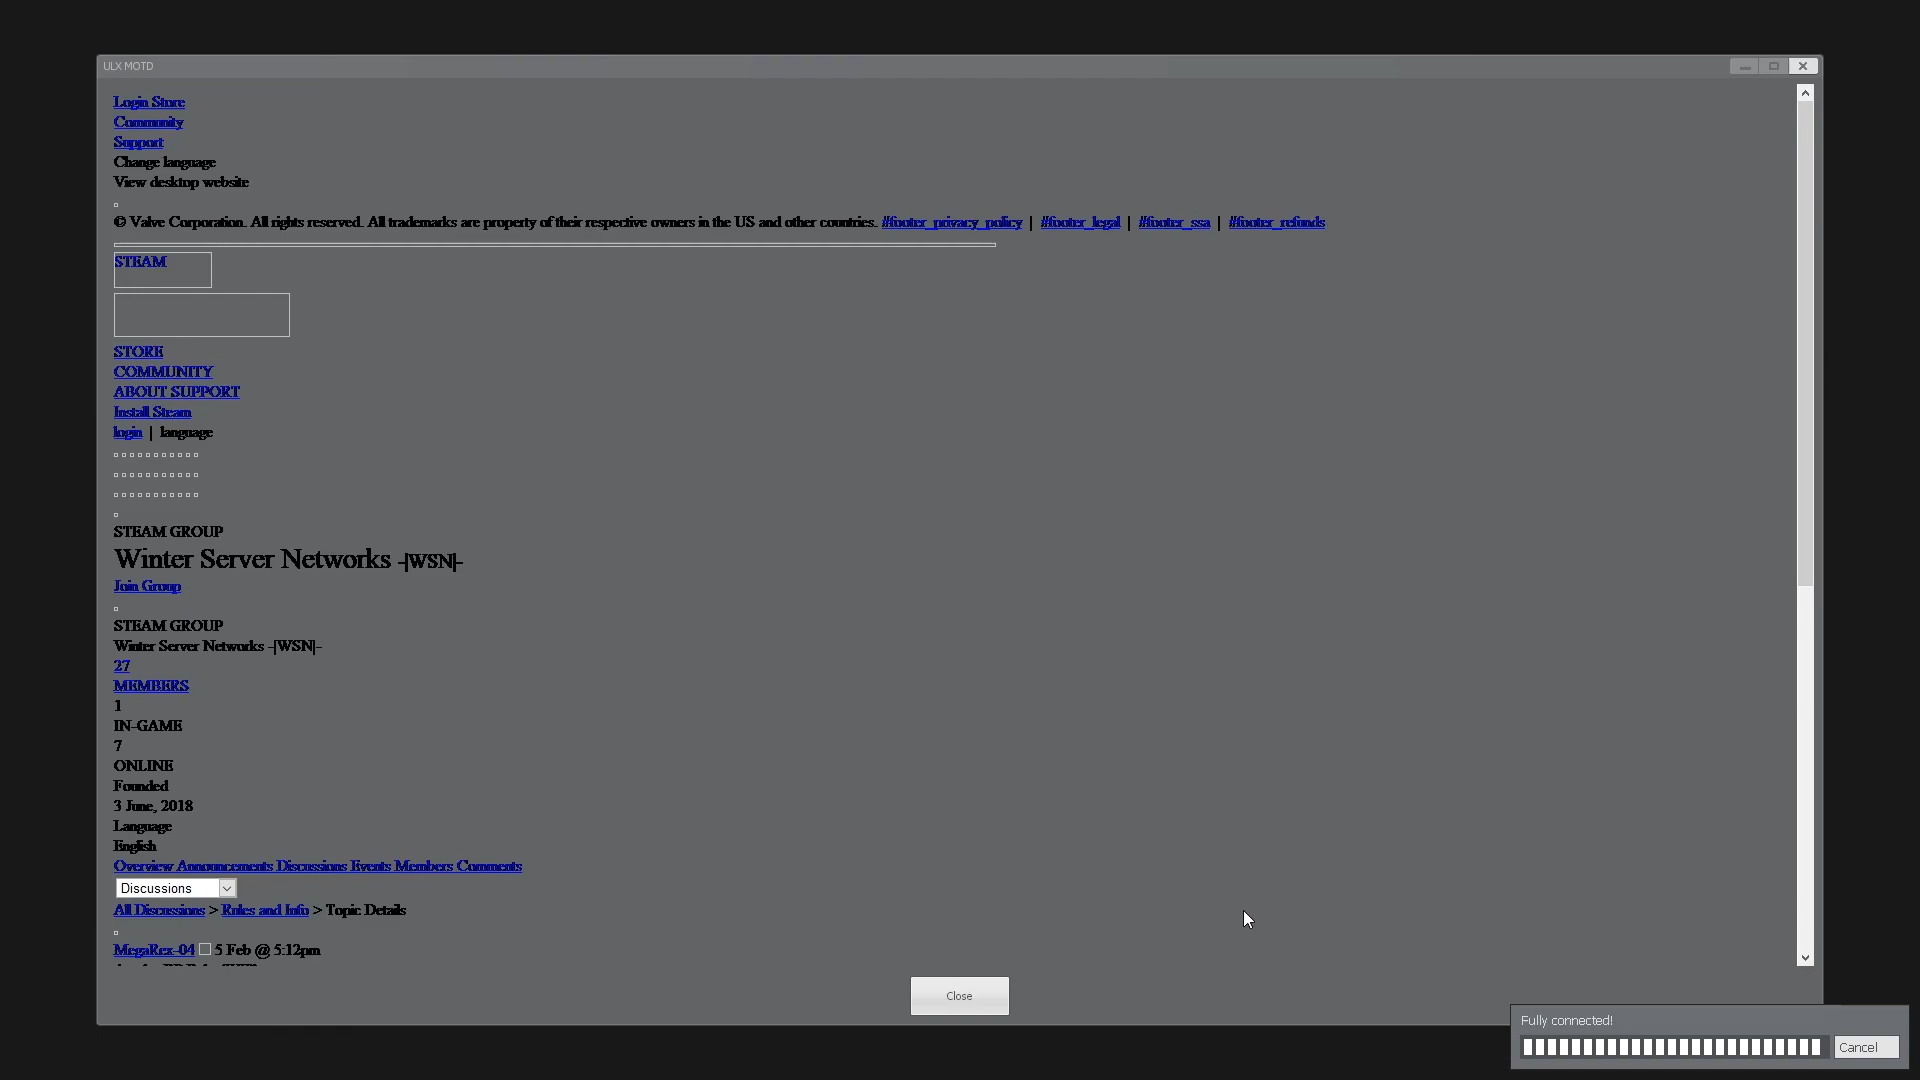 ULX MOTD
Login Store
Community
Support
Change language
View desktop website
© Valve Corporation. All rights reserved. All trademarks are property of their respective owners in the US and other countries. #footer_privacy_policy | #footer_legal | #footer_ssa | #footer_refunds
STEAM
STORE
COMMUNITY
ABOUT SUPPORT
Install Steam
login | language
STEAM GROUP
Winter Server Networks -|WSN|-
Join Group
STEAM GROUP
Winter Server Networks -|WSN|-
27
MEMBERS
1
IN-GAME
7
ONLINE
Founded
3 June, 2018
Language
English
Overview Announcements Discussions Events Members Comments
Discussions
All Discussions > Rules and Info > Topic Details
MegaRex-04 5 Feb @ 5:12pm
Close
Fully connected!
Cancel